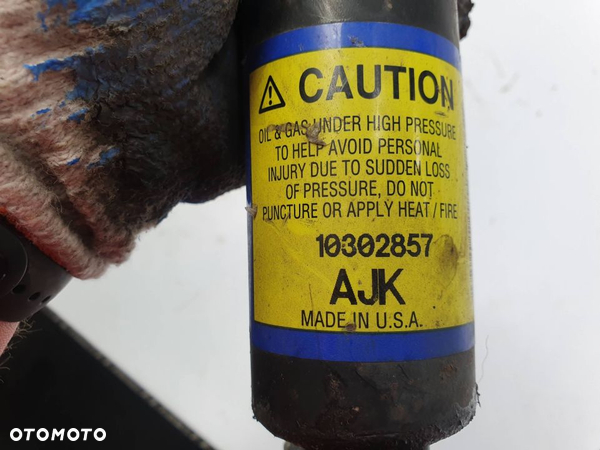 ⚠ CAUTION
OIL & GAS UNDER HIGH PRESSURE
TO HELP AVOID PERSONAL
INJURY DUE TO SUDDEN LOSS
OF PRESSURE, DO NOT
PUNCTURE OR APPLY HEAT / FIRE
10302857
AJK
MADE IN U.S.A.
OTOMOTO